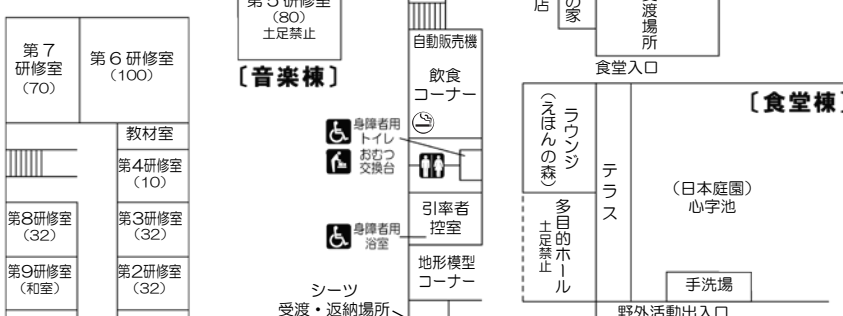 第7
研修室
(70)
第6研修室
(100)
教材室
第4研修室
(10)
第8研修室
(32)
第3研修室
(32)
第9研修室
(和室)
第2研修室
(32)
第5研修室
(80)
土足禁止
[音楽棟]
自動販売機
飲食
コーナー
身障者用
トイレ
おむつ
交換台
引率者
控室
身障者用
浴室
地形模型
コーナー
シーツ
受渡・返納場所
店
の家
渡場所
食堂入口
[食堂棟]
ラウンジ
(えほんの森)
テラス
(日本庭園)
心字池
多目的ホール
土足禁止
手洗場
野外活動出入口